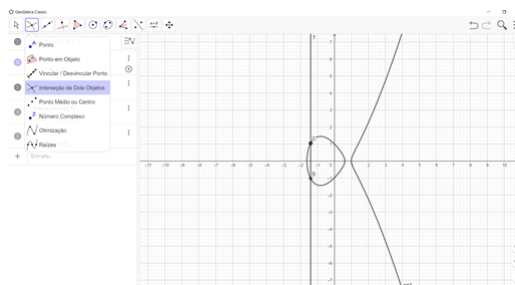 GeoGebra Classic
Ponto
Ponto em Objeto
Vincular / Desvincular Ponto
Interseção de Dois Objetos
Ponto Médio ou Centro
Número Complexo
Otimização
Raízes
Entrada...